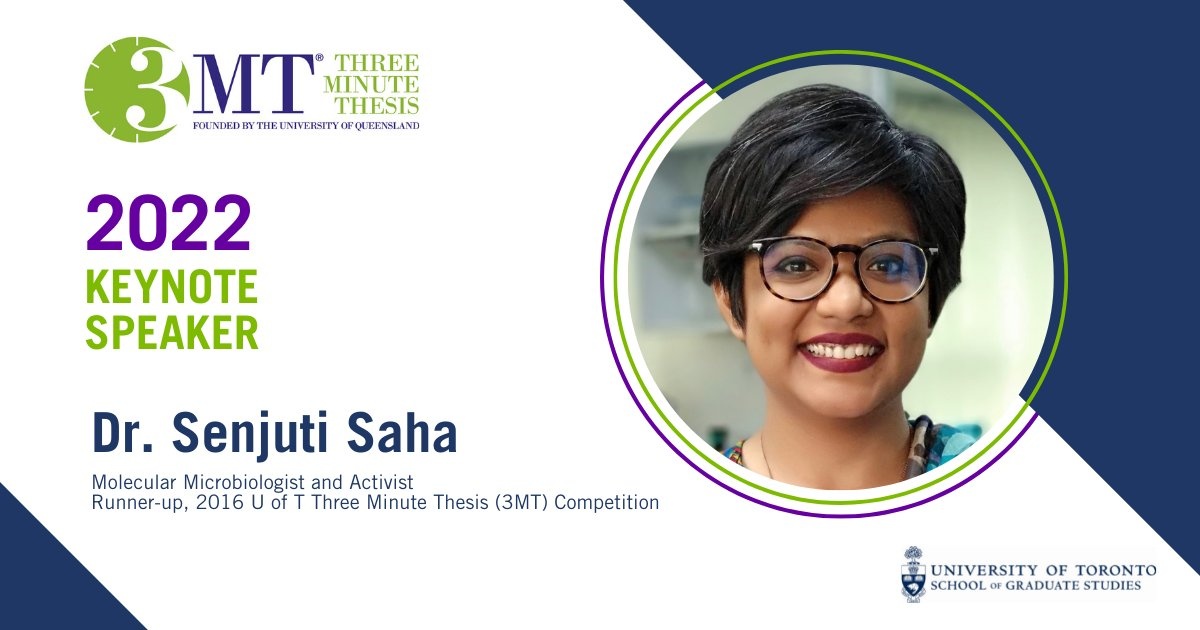 3MT® THREE
MINUTE
THESIS
FOUNDED BY THE UNIVERSITY OF QUEENSLAND
2022
KEYNOTE
SPEAKER
Dr. Senjuti Saha
Molecular Microbiologist and Activist
Runner-up, 2016 U of T Three Minute Thesis (3MT) Competition
UNIVERSITY OF TORONTO
SCHOOL OF GRADUATE STUDIES